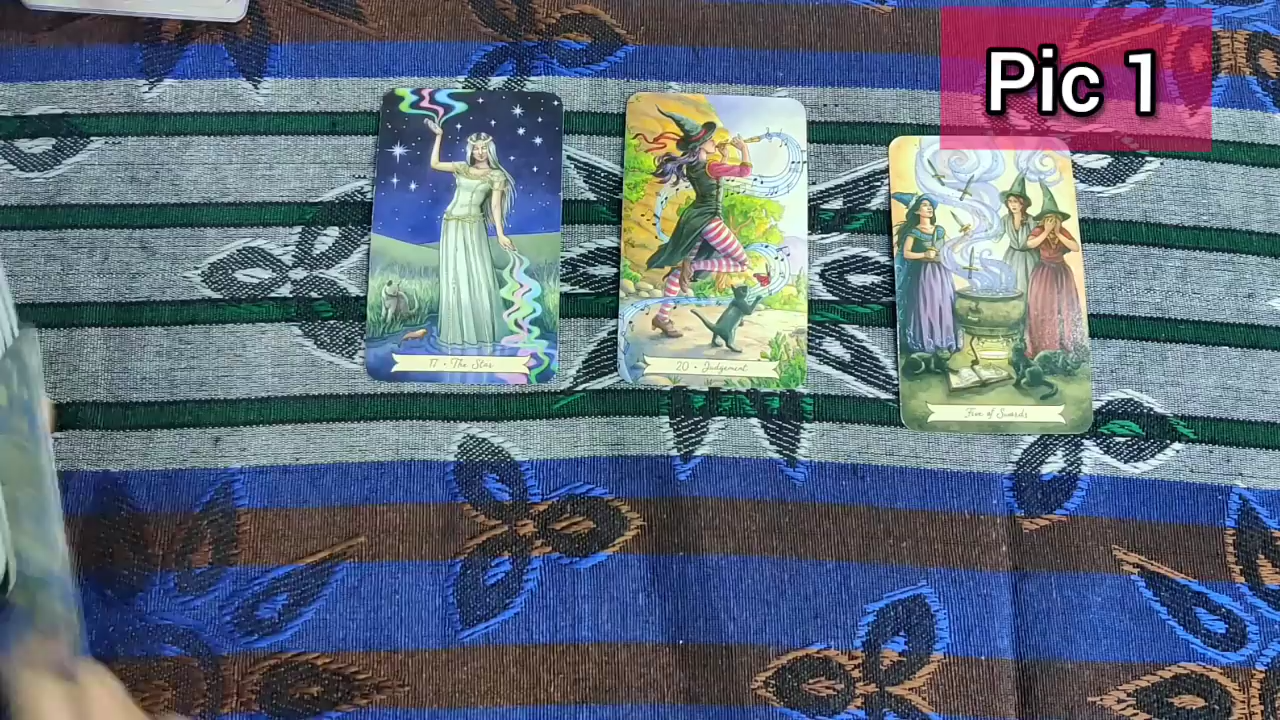 Pic 1
17 • The Star
20 • Judgement
Five of Swords